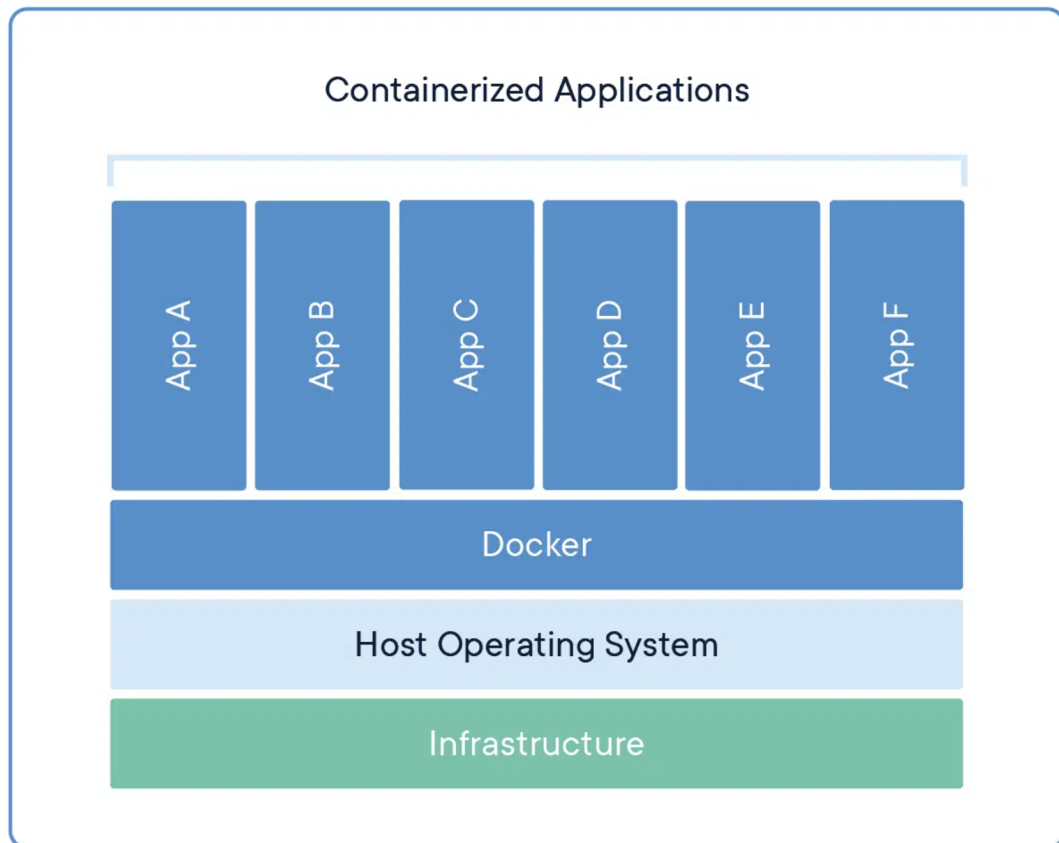 Containerized Applications
App A
App B
App C
App D
App E
App F
Docker
Host Operating System
Infrastructure